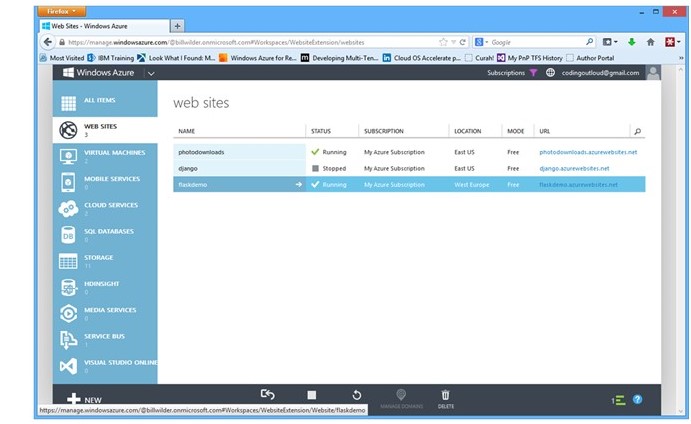 Firefox
Web Sites - Windows Azure
https://manage.windowsazure.com/@billwilder.onmicrosoft.com#Workspaces/WebsiteExtension/websites
Google
Most Visited IBM Training Look What I Found: M... Windows Azure for Re... Developing Multi-Ten... Cloud OS Accelerate p... Curah! My PnP TFS History Author Portal
Windows Azure
Subscriptions codingoutloud@gmail.com
ALL ITEMS
WEB SITES
3
VIRTUAL MACHINES
2
MOBILE SERVICES
CLOUD SERVICES
SQL DATABASES
STORAGE
11
HDINSIGHT
MEDIA SERVICES
SERVICE BUS
1
VISUAL STUDIO ONLINE
web sites
NAME STATUS SUBSCRIPTION LOCATION MODE URL
photodownloads Running My Azure Subscription East US Free photodownloads.azurewebsites.net
django Stopped My Azure Subscription East US Free django.azurewebsites.net
flaskdemo Running My Azure Subscription West Europe Free flaskdemo.azurewebsites.net
NEW
MANAGE DOMAINS
DELETE
1
https://manage.windowsazure.com/@billwilder.onmicrosoft.com#Workspaces/WebsiteExtension/Website/flaskdemo